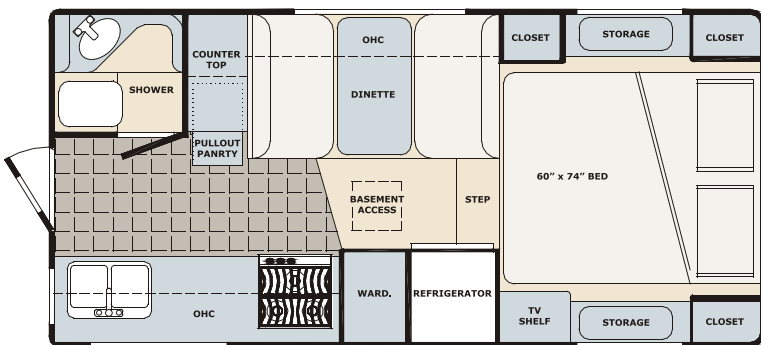 COUNTER
TOP
OHC
CLOSET
STORAGE
CLOSET
SHOWER
DINETTE
PULLOUT
PANRTY
60" x 74" BED
BASEMENT
ACCESS
STEP
WARD.
REFRIGERATOR
OHC
TV
SHELF
STORAGE
CLOSET